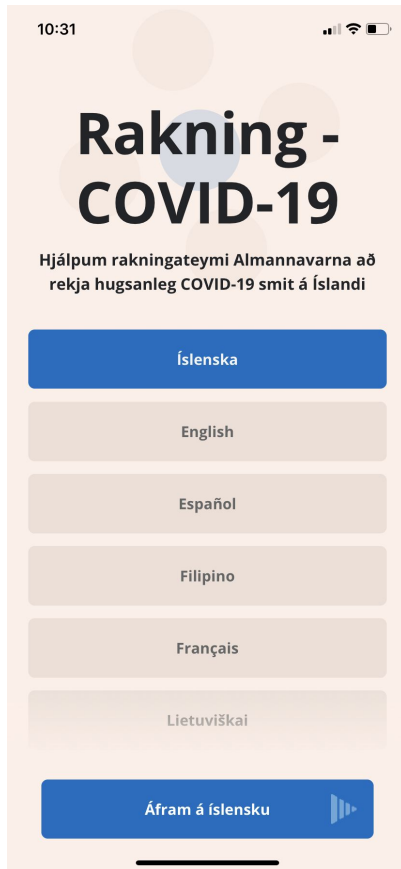 10:31
Rakning -
COVID-19
Hjálpum rakningateymi Almannavarna að
rekja hugsanleg COVID-19 smit á Íslandi
Íslenska
English
Español
Filipino
Français
Lietuviškai
Áfram á íslensku